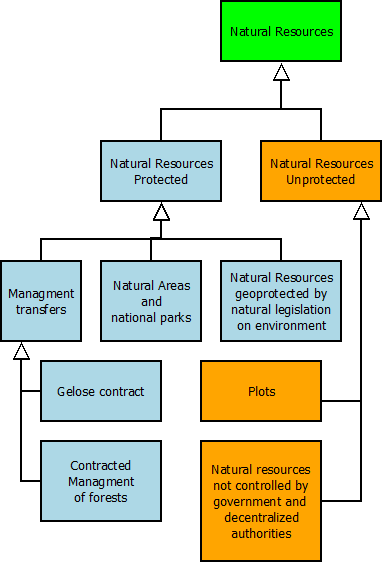 Natural Resources
Natural Resources
Protected
Natural Resources
Unprotected
Managment
transfers
Natural Areas
and
national parks
Natural Resources
geoprotected by
natural legislation
on environment
Gelose contract
Plots
Contracted
Managment
of forests
Natural resources
not controlled by
government and
decentralized
authorities